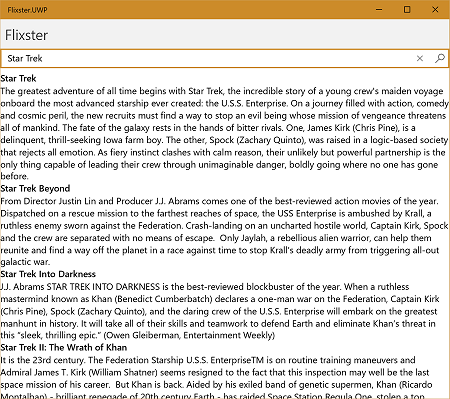 Flixster.UWP
Flixster
Star Trek
Star Trek
The greatest adventure of all time begins with Star Trek, the incredible story of a young crew's maiden voyage
onboard the most advanced starship ever created: the U.S.S. Enterprise. On a journey filled with action, comedy
and cosmic peril, the new recruits must find a way to stop an evil being whose mission of vengeance threatens
all of mankind. The fate of the galaxy rests in the hands of bitter rivals. One, James Kirk (Chris Pine), is a
delinquent, thrill-seeking Iowa farm boy. The other, Spock (Zachary Quinto), was raised in a logic-based society
that rejects all emotion. As fiery instinct clashes with calm reason, their unlikely but powerful partnership is the
only thing capable of leading their crew through unimaginable danger, boldly going where no one has gone
before.
Star Trek Beyond
From Director Justin Lin and Producer J.J. Abrams comes one of the best-reviewed action movies of the year.
Dispatched on a rescue mission to the farthest reaches of space, the USS Enterprise is ambushed by Krall, a
ruthless enemy sworn against the Federation. Crash-landing on an uncharted hostile world, Captain Kirk, Spock
and the crew are separated with no means of escape.  Only Jaylah, a rebellious alien warrior, can help them
reunite and find a way off the planet in a race against time to stop Krall's deadly army from triggering all-out
galactic war.
Star Trek Into Darkness
J.J. Abrams STAR TREK INTO DARKNESS is the best-reviewed blockbuster of the year. When a ruthless
mastermind known as Khan (Benedict Cumberbatch) declares a one-man war on the Federation, Captain Kirk
(Chris Pine), Spock (Zachary Quinto), and the daring crew of the U.S.S. Enterprise will embark on the greatest
manhunt in history. It will take all of their skills and teamwork to defend Earth and eliminate Khan's threat in
this "sleek, thrilling epic." (Owen Gleiberman, Entertainment Weekly)
Star Trek II: The Wrath of Khan
It is the 23rd century. The Federation Starship U.S.S. EnterpriseTM is on routine training maneuvers and
Admiral James T. Kirk (William Shatner) seems resigned to the fact that this inspection may well be the last
space mission of his career.  But Khan is back. Aided by his exiled band of genetic supermen, Khan (Ricardo
Montalban) - brilliant renegade of 20th century Earth - has raided Space Station Regula One, stolen a top